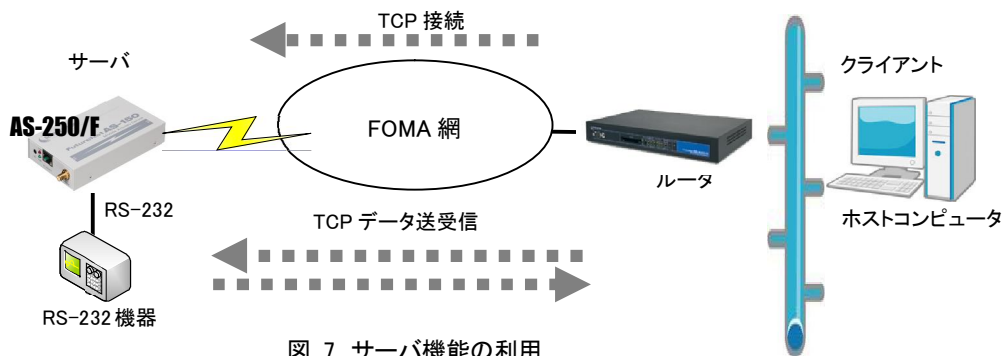 TCP 接続
サーバ
クライアント
AS-250/F
AS-150
FOMA 網
ルータ
RS-232
TCP データ送受信
ホストコンピュータ
RS-232 機器
図 7 サーバ機能の利用